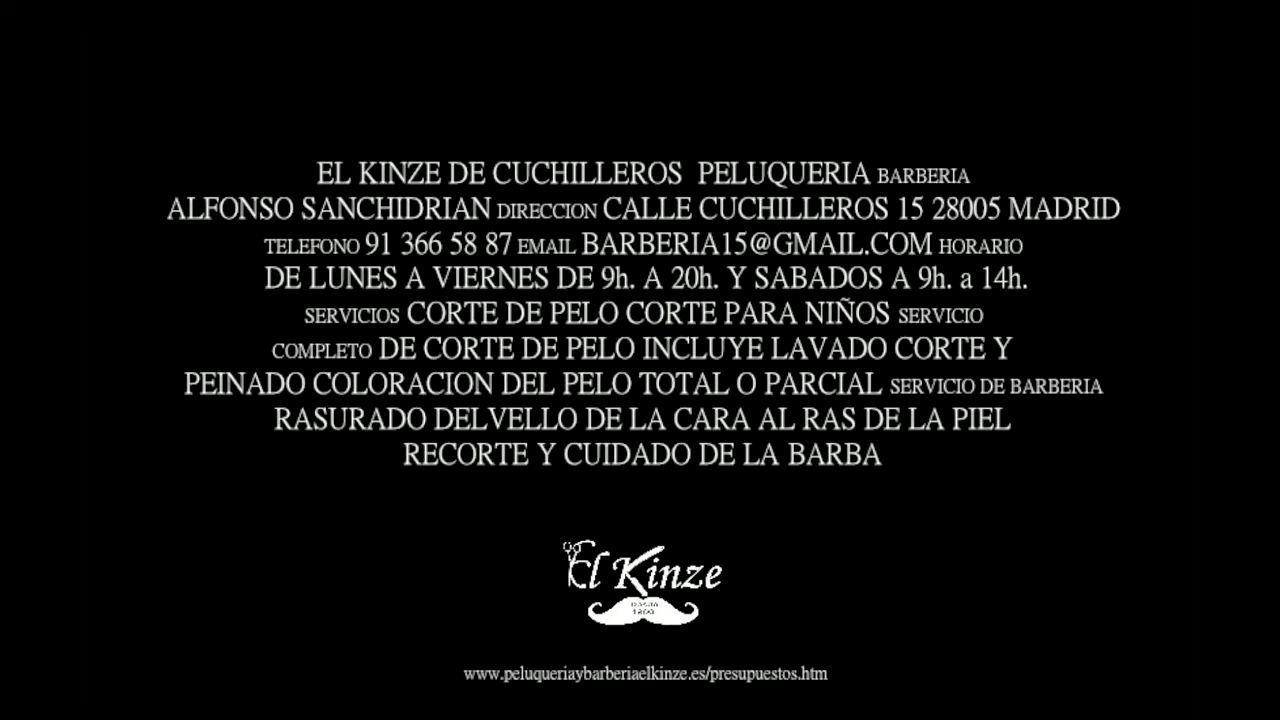 EL KINZE DE CUCHILLEROS PELUQUERIA BARBERIA
ALFONSO SANCHIDRIAN DIRECCION CALLE CUCHILLEROS 15 28005 MADRID
TELEFONO 91 366 58 87 EMAIL BARBERIA15@GMAIL.COM HORARIO
DE LUNES A VIERNES DE 9h. A 20h. Y SABADOS A 9h. a 14h.
SERVICIOS CORTE DE PELO CORTE PARA NIÑOS SERVICIO
COMPLETO DE CORTE DE PELO INCLUYE LAVADO CORTE Y
PEINADO COLORACION DEL PELO TOTAL O PARCIAL SERVICIO DE BARBERIA
RASURADO DELVELLO DE LA CARA AL RAS DE LA PIEL
RECORTE Y CUIDADO DE LA BARBA
El Kinze
www.peluqueriaybarberiaelkinze.es/presupuestos.htm